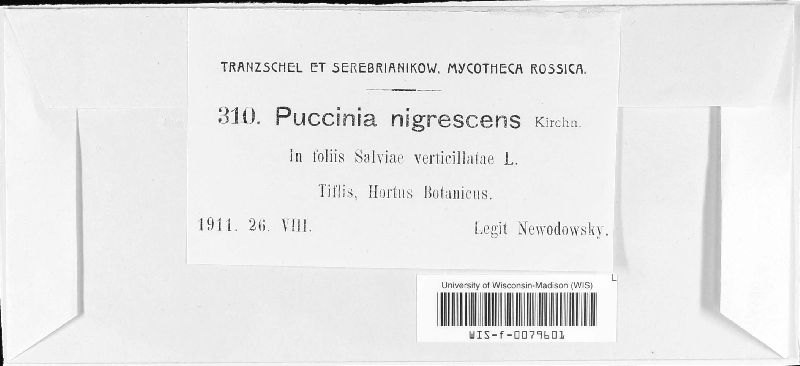 TRANZSCHEL ET SEREBRIANIKOW, MYCOTHECA ROSSICA.
310. Puccinia nigrescens Kirchn.
In foliis Salviae verticillatae L.
Tiflis, Hortus Botanicus.
1911. 26. VIII. Legit Newodowsky.
University of Wisconsin-Madison (WIS)
WIS-f-0079601